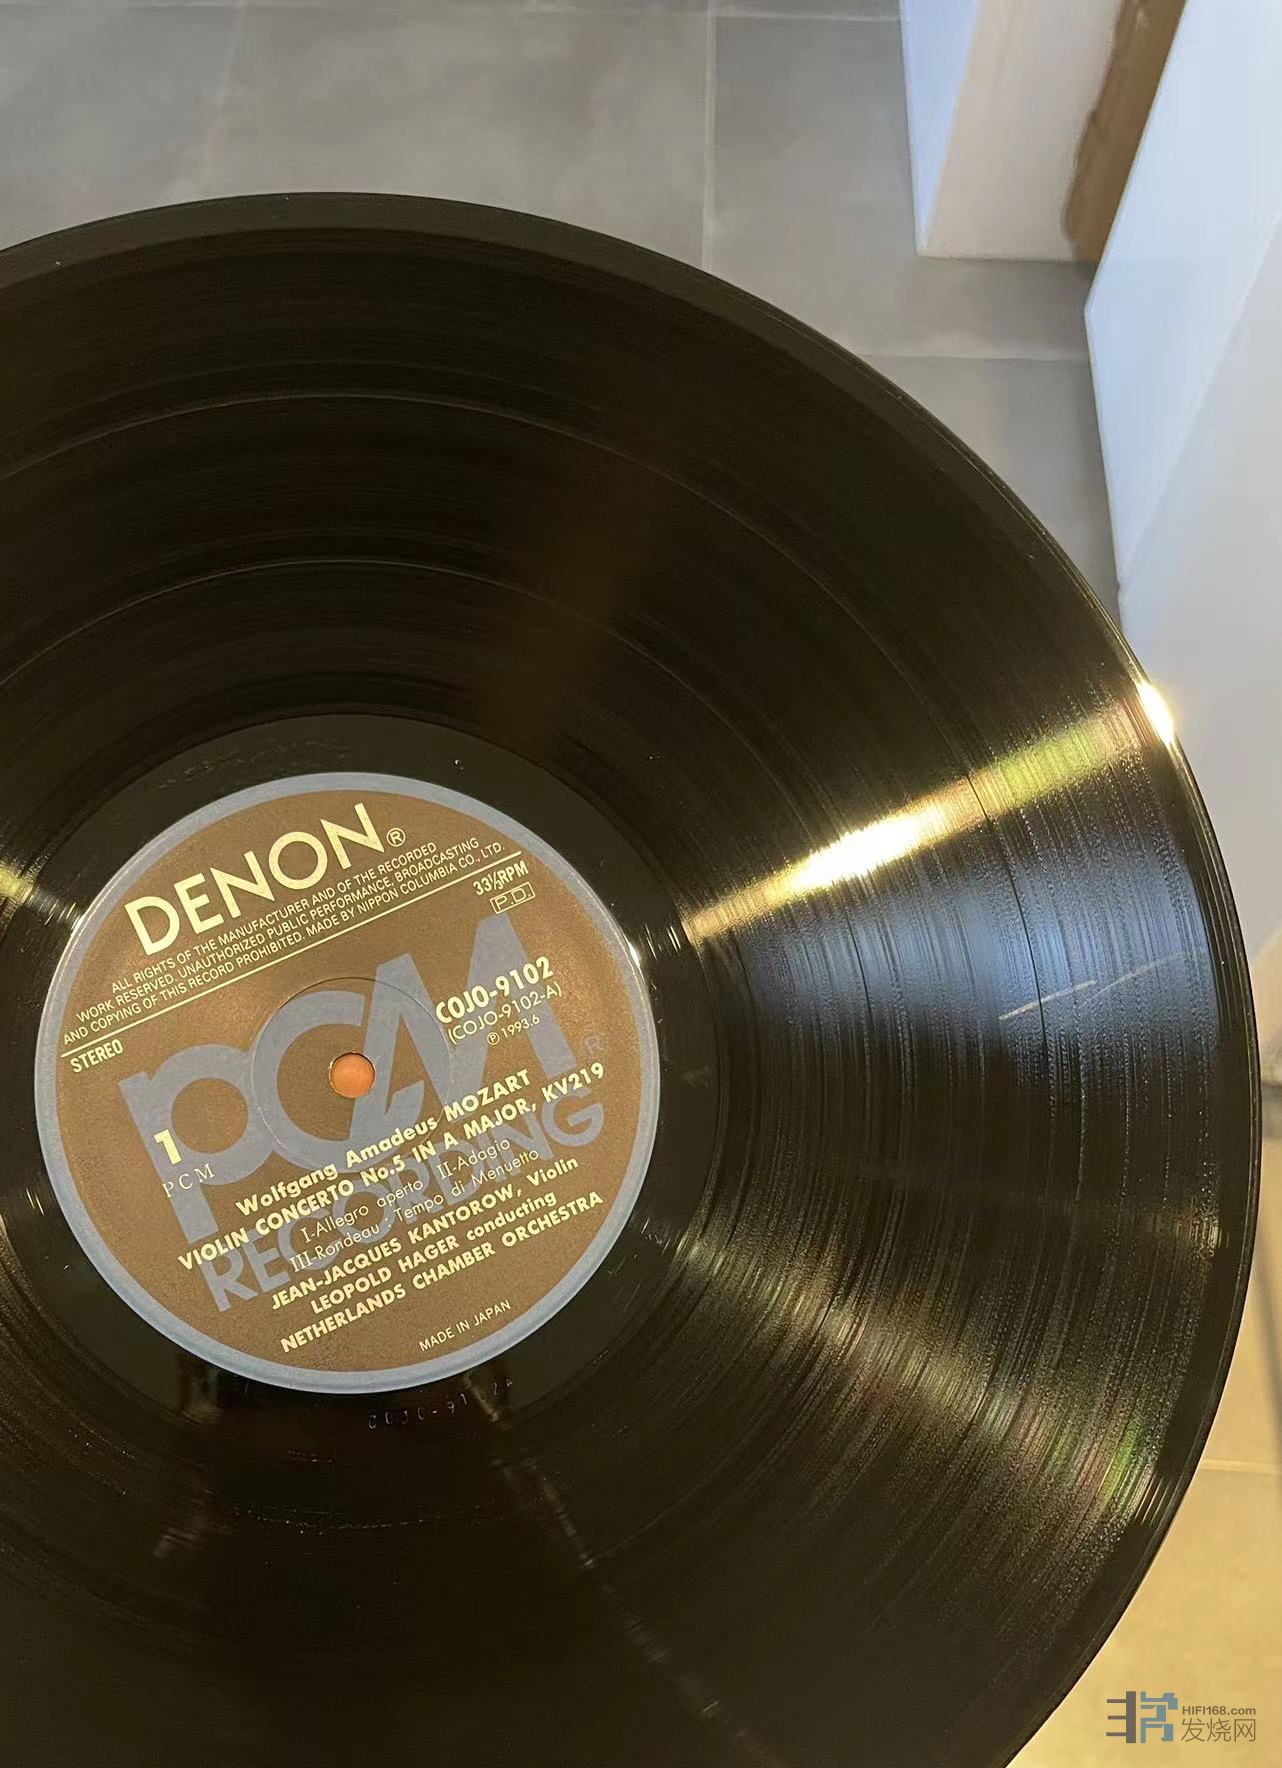 DENON®
ALL RIGHTS OF THE MANUFACTURER AND OF THE RECORDED
WORK RESERVED. UNAUTHORIZED PUBLIC PERFORMANCE, BROADCASTING
AND COPYING OF THIS RECORD PROHIBITED. MADE BY NIPPON COLUMBIA CO., LTD.
STEREO
33⅓RPM
P.D.
PCM
RECORDING
®
COJO-9102
(COJO-9102-A)
Ⓟ1993.6
1
PCM
Wolfgang Amadeus MOZART
VIOLIN CONCERTO No.5 IN A MAJOR, KV219
I-Allegro aperto II-Adagio
III-Rondeau : Tempo di Menuetto
JEAN-JACQUES KANTOROW, Violin
LEOPOLD HAGER conducting
NETHERLANDS CHAMBER ORCHESTRA
MADE IN JAPAN
HIFI168.com
发烧网